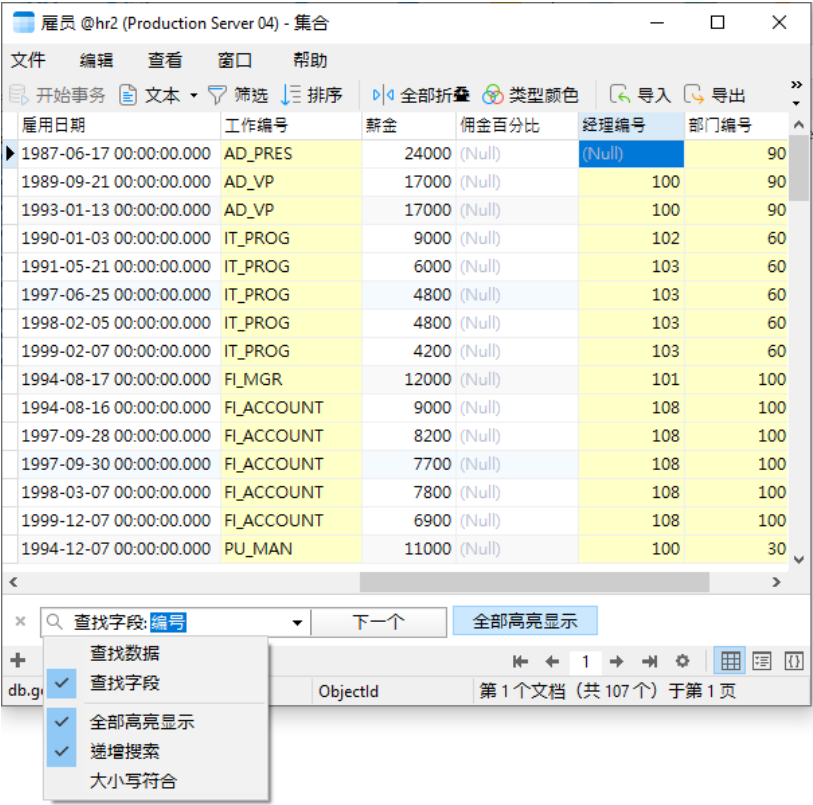 雇员 @hr2 (Production Server 04) - 集合
文件 编辑 查看 窗口 帮助
开始事务 文本 筛选 排序 全部折叠 类型颜色 导入 导出
雇用日期 工作编号 薪金 佣金百分比 经理编号 部门编号
1987-06-17 00:00:00.000 AD_PRES 24000 (Null) (Null) 90
1989-09-21 00:00:00.000 AD_VP 17000 (Null) 100 90
1993-01-13 00:00:00.000 AD_VP 17000 (Null) 100 90
1990-01-03 00:00:00.000 IT_PROG 9000 (Null) 102 60
1991-05-21 00:00:00.000 IT_PROG 6000 (Null) 103 60
1997-06-25 00:00:00.000 IT_PROG 4800 (Null) 103 60
1998-02-05 00:00:00.000 IT_PROG 4800 (Null) 103 60
1999-02-07 00:00:00.000 IT_PROG 4200 (Null) 103 60
1994-08-17 00:00:00.000 FI_MGR 12000 (Null) 101 100
1994-08-16 00:00:00.000 FI_ACCOUNT 9000 (Null) 108 100
1997-09-28 00:00:00.000 FI_ACCOUNT 8200 (Null) 108 100
1997-09-30 00:00:00.000 FI_ACCOUNT 7700 (Null) 108 100
1998-03-07 00:00:00.000 FI_ACCOUNT 7800 (Null) 108 100
1999-12-07 00:00:00.000 FI_ACCOUNT 6900 (Null) 108 100
1994-12-07 00:00:00.000 PU_MAN 11000 (Null) 100 30
查找字段:编号 下一个 全部高亮显示
查找数据
1
查找字段
db.g ObjectId 第 1 个文档 (共 107 个) 于第 1 页
全部高亮显示
递增搜索
大小写符合